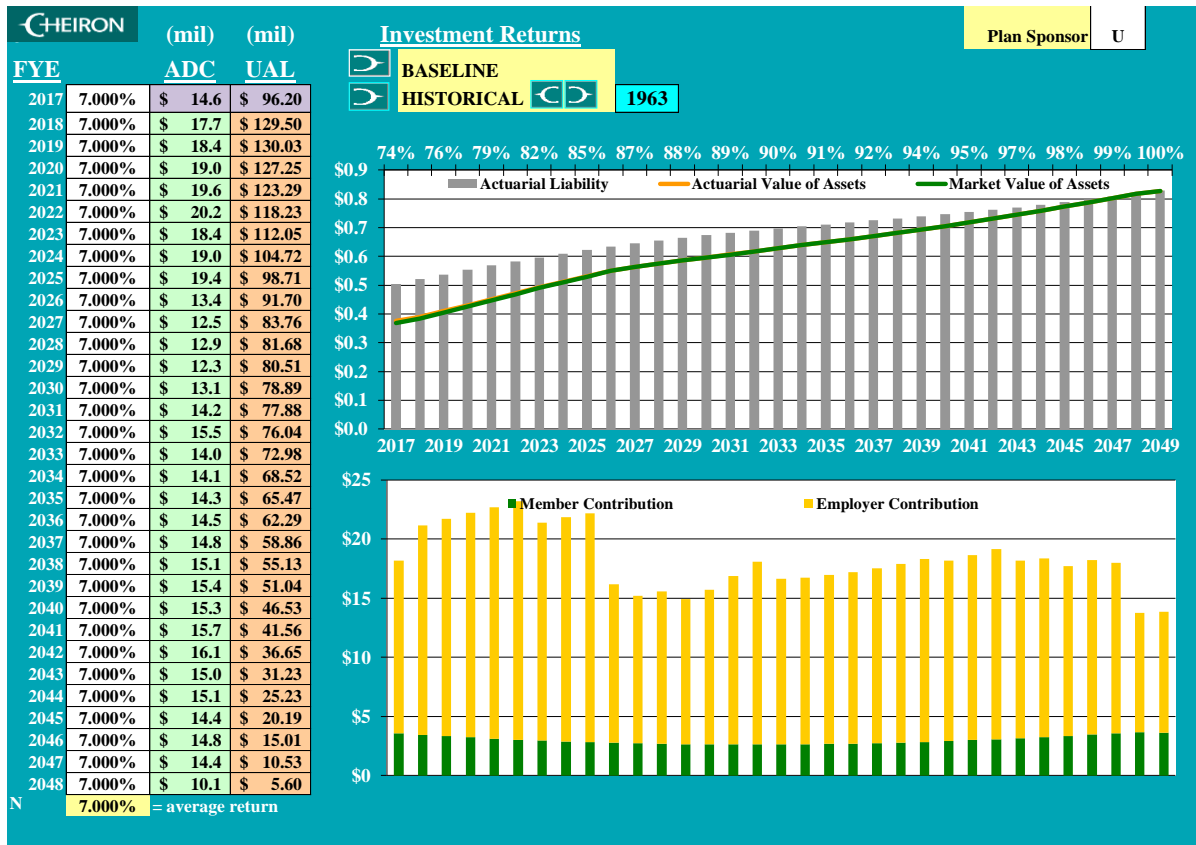 CHEIRON
(mil) (mil)
FYE ADC UAL
2017 7.000% $ 14.6 $ 96.20
2018 7.000% $ 17.7 $ 129.50
2019 7.000% $ 18.4 $ 130.03
2020 7.000% $ 19.0 $ 127.25
2021 7.000% $ 19.6 $ 123.29
2022 7.000% $ 20.2 $ 118.23
2023 7.000% $ 18.4 $ 112.05
2024 7.000% $ 19.0 $ 104.72
2025 7.000% $ 19.4 $ 98.71
2026 7.000% $ 13.4 $ 91.70
2027 7.000% $ 12.5 $ 83.76
2028 7.000% $ 12.9 $ 81.68
2029 7.000% $ 12.3 $ 80.51
2030 7.000% $ 13.1 $ 78.89
2031 7.000% $ 14.2 $ 77.88
2032 7.000% $ 15.5 $ 76.04
2033 7.000% $ 14.0 $ 72.98
2034 7.000% $ 14.1 $ 68.52
2035 7.000% $ 14.3 $ 65.47
2036 7.000% $ 14.5 $ 62.29
2037 7.000% $ 14.8 $ 58.86
2038 7.000% $ 15.1 $ 55.13
2039 7.000% $ 15.4 $ 51.04
2040 7.000% $ 15.3 $ 46.53
2041 7.000% $ 15.7 $ 41.56
2042 7.000% $ 16.1 $ 36.65
2043 7.000% $ 15.0 $ 31.23
2044 7.000% $ 15.1 $ 25.23
2045 7.000% $ 14.4 $ 20.19
2046 7.000% $ 14.8 $ 15.01
2047 7.000% $ 14.4 $ 10.53
2048 7.000% $ 10.1 $ 5.60
N 7.000% = average return
Investment Returns
BASELINE
HISTORICAL 1963
Plan Sponsor U
74% 76% 79% 82% 85% 87% 88% 89% 90% 91% 92% 94% 95% 97% 98% 99% 100%
Actuarial Liability Actuarial Value of Assets Market Value of Assets
$0.9
$0.8
$0.7
$0.6
$0.5
$0.4
$0.3
$0.2
$0.1
$0.0
2017 2019 2021 2023 2025 2027 2029 2031 2033 2035 2037 2039 2041 2043 2045 2047 2049
Member Contribution Employer Contribution
$25
$20
$15
$10
$5
$0